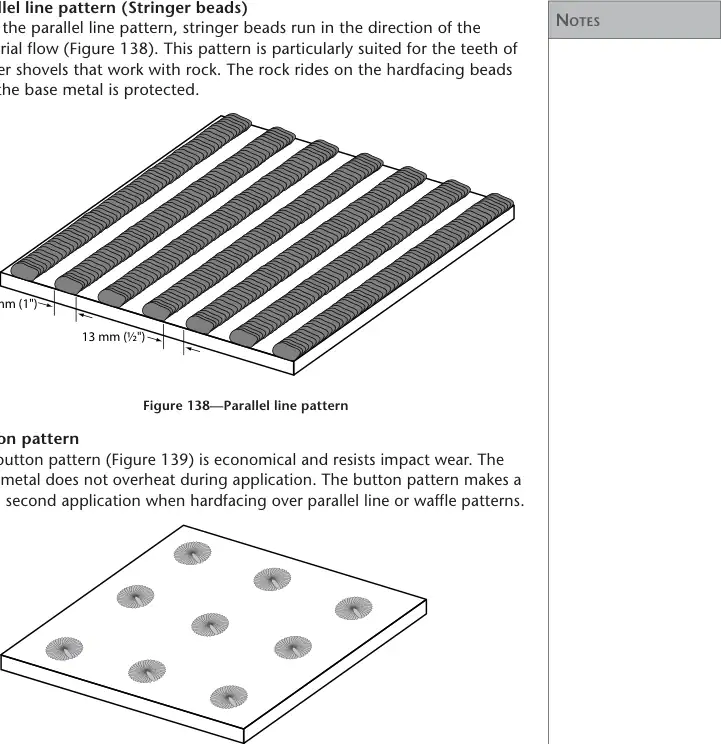 llel line pattern (Stringer beads)
the parallel line pattern, stringer beads run in the direction of the
rial flow (Figure 138). This pattern is particularly suited for the teeth of
er shovels that work with rock. The rock rides on the hardfacing beads
the base metal is protected.
mm (1")
13 mm (½")
Figure 138—Parallel line pattern
on pattern
button pattern (Figure 139) is economical and resists impact wear. The
metal does not overheat during application. The button pattern makes a
second application when hardfacing over parallel line or waffle patterns.
NOTES